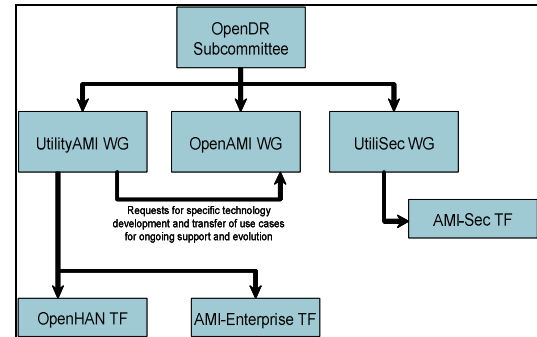 OpenDR
Subcommittee
UtilityAMI WG
OpenAMI WG
UtiliSec WG
Requests for specific technology
development and transfer of use cases
for ongoing support and evolution
AMI-Sec TF
OpenHAN TF
AMI-Enterprise TF